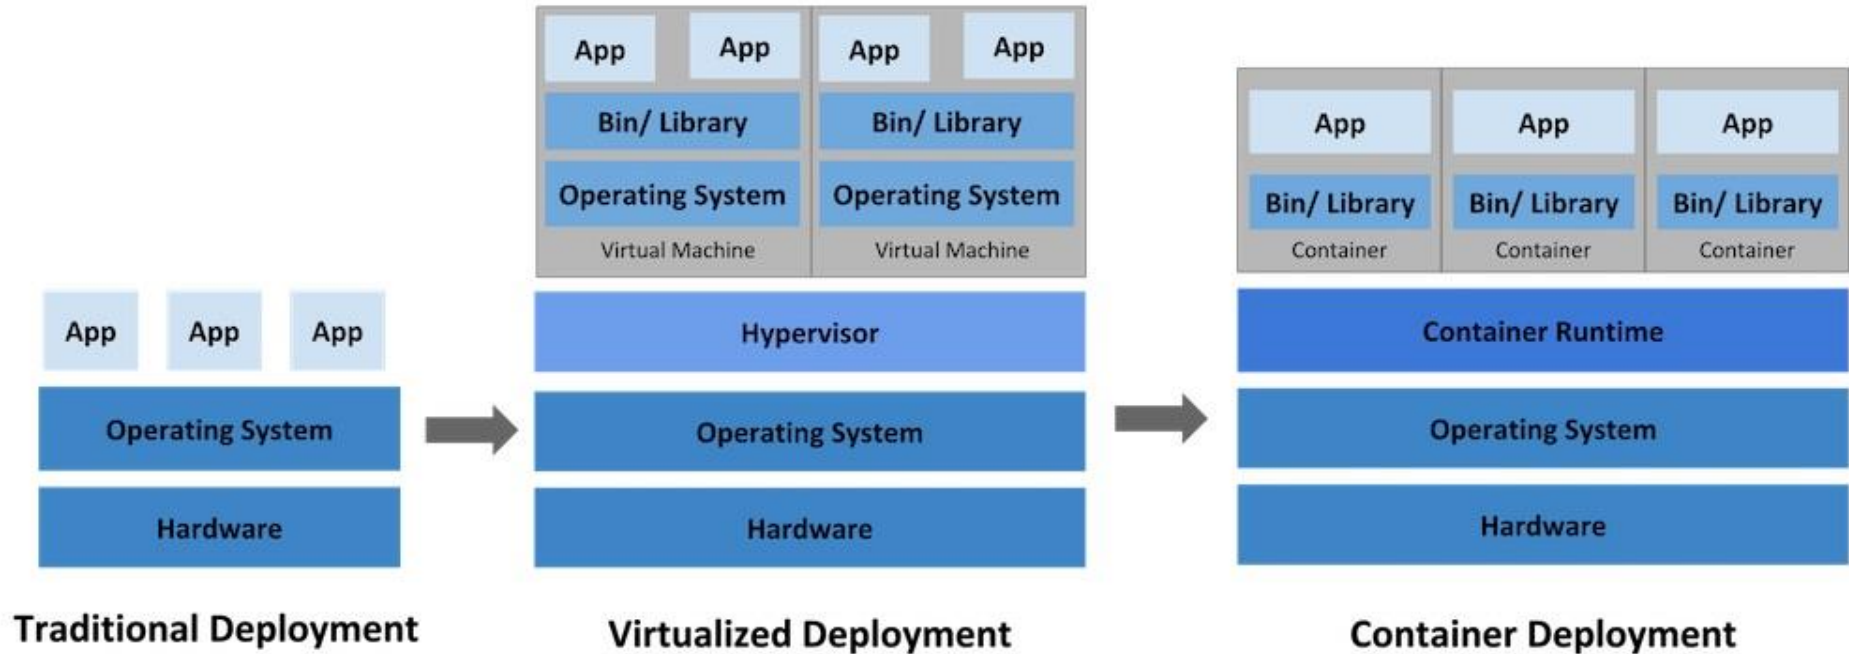 App App App
Operating System
Hardware
Traditional Deployment
App App App App
Bin/ Library Bin/ Library
Operating System Operating System
Virtual Machine Virtual Machine
Hypervisor
Operating System
Hardware
Virtualized Deployment
App App App
Bin/ Library Bin/ Library Bin/ Library
Container Container Container
Container Runtime
Operating System
Hardware
Container Deployment